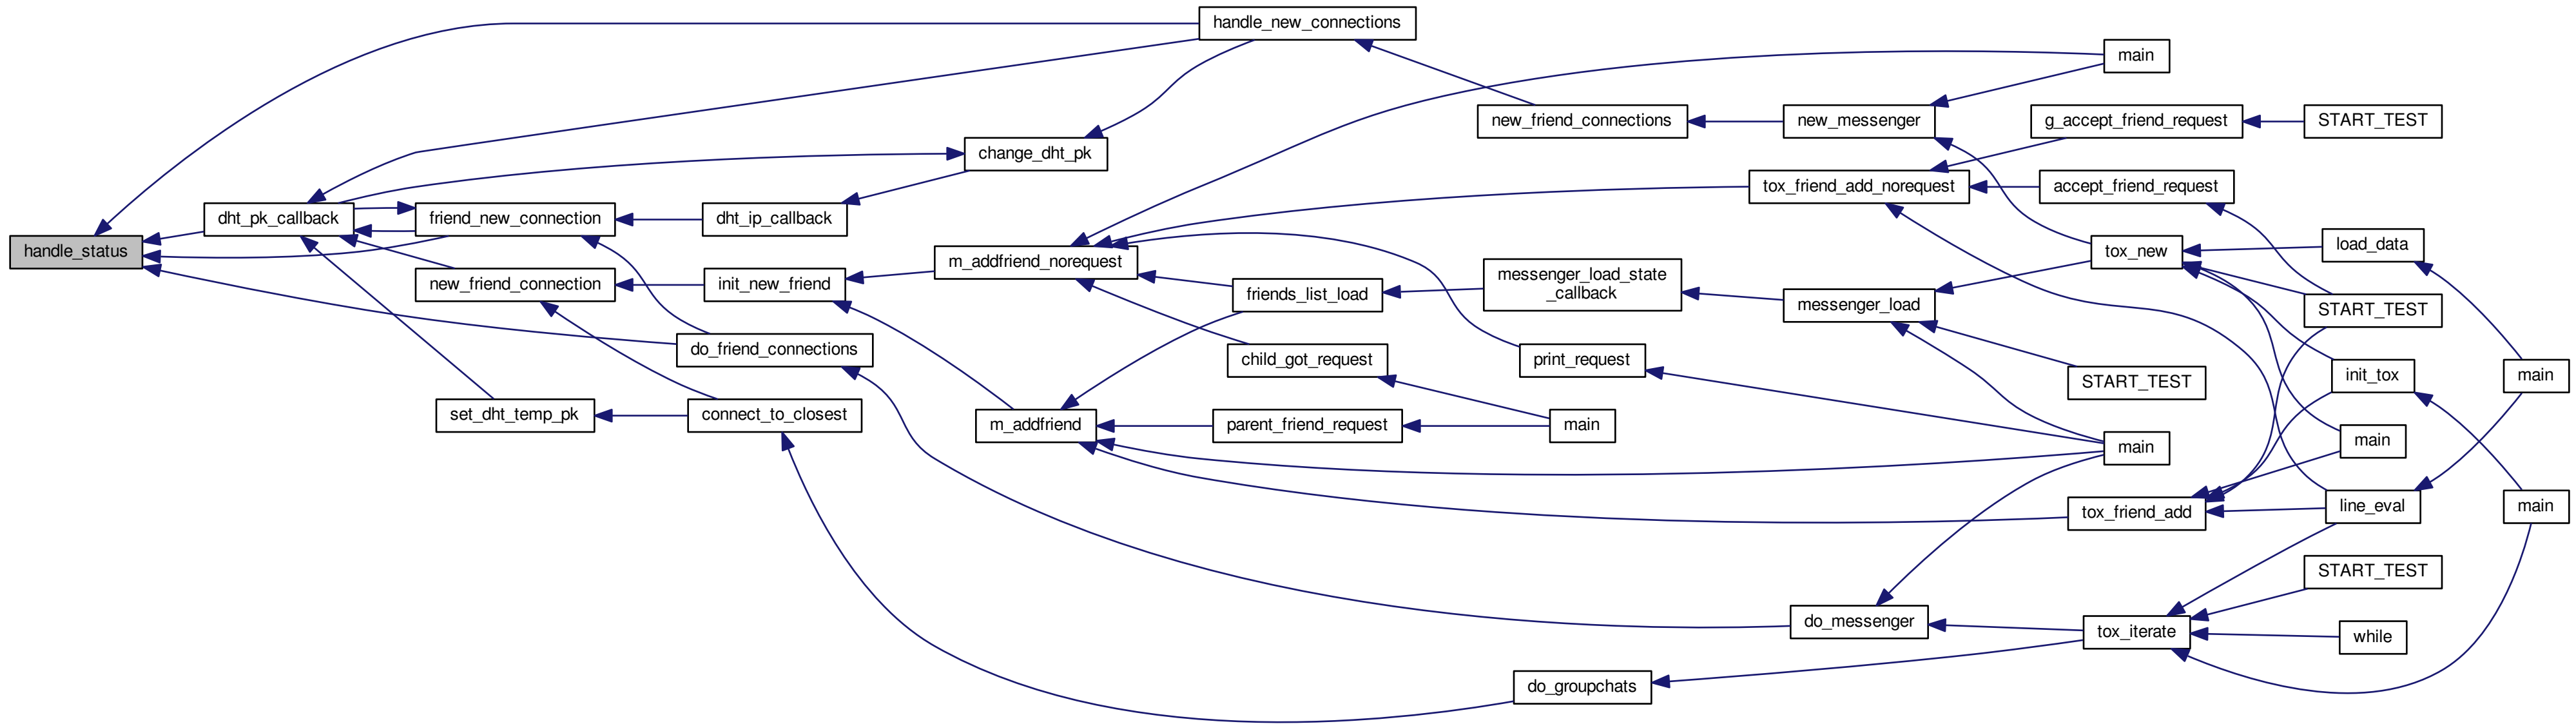 handle_new_connections
main
new_friend_connections
new_messenger
g_accept_friend_request
START_TEST
change_dht_pk
tox_friend_add_norequest
accept_friend_request
dht_pk_callback
friend_new_connection
dht_ip_callback
handle_status
m_addfriend_norequest
tox_new
load_data
new_friend_connection
init_new_friend
friends_list_load
messenger_load_state
_callback
messenger_load
START_TEST
do_friend_connections
child_got_request
print_request
START_TEST
init_tox
main
set_dht_temp_pk
connect_to_closest
m_addfriend
parent_friend_request
main
main
main
tox_friend_add
line_eval
main
START_TEST
do_messenger
tox_iterate
while
do_groupchats